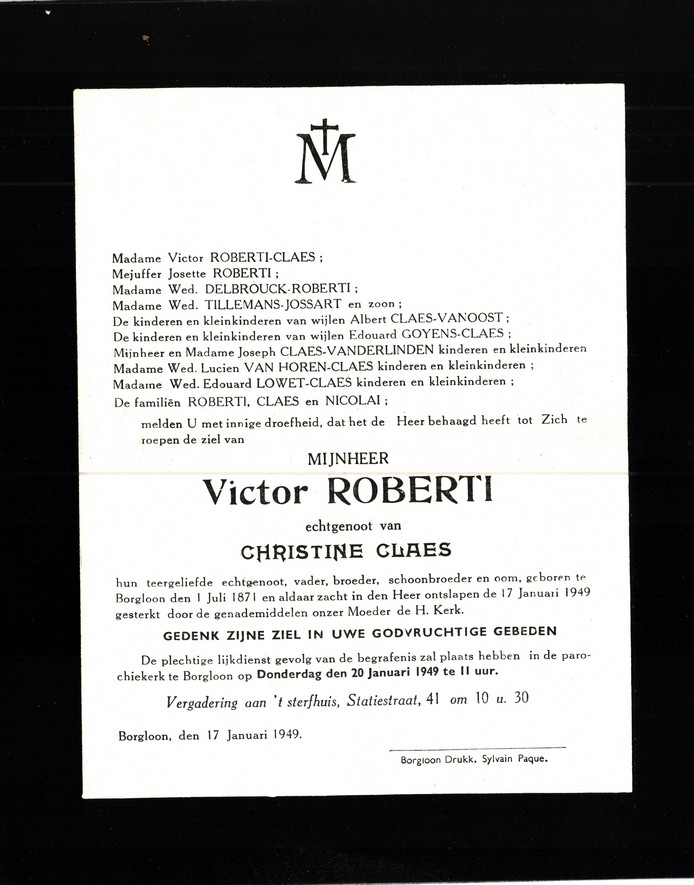 M
Madame Victor ROBERTI-CLAES ;
Mejuffer Josette ROBERTI ;
Madame Wed. DELBROUCK-ROBERTI ;
Madame Wed. TILLEMANS-JOSSART en zoon ;
De kinderen en kleinkinderen van wijlen Albert CLAES-VANOOST ;
De kinderen en kleinkinderen van wijlen Edouard GOYENS-CLAES ;
Mijnheer en Madame Joseph CLAES-VANDERLINDEN kinderen en kleinkinderen
Madame Wed. Lucien VAN HOREN-CLAES kinderen en kleinkinderen ;
Madame Wed. Edouard LOWET-CLAES kinderen en kleinkinderen ;
De familiën ROBERTI, CLAES en NICOLAI ;
melden U met innige droefheid, dat het de Heer behaagd heeft tot Zich te
roepen de ziel van
MIJNHEER
Victor ROBERTI
echtgenoot van
CHRISTINE CLAES
hun teergeliefde echtgenoot, vader, broeder, schoonbroeder en oom, geboren te
Borgloon den 1 Juli 1871 en aldaar zacht in den Heer ontslapen de 17 Januari 1949
gesterkt door de genademiddelen onzer Moeder de H. Kerk.
GEDENK ZIJNE ZIEL IN UWE GODVRUCHTIGE GEBEDEN
De plechtige lijkdienst gevolg van de begrafenis zal plaats hebben in de paro-
chiekerk te Borgloon op Donderdag den 20 Januari 1949 te 11 uur.
Vergadering aan 't sterfhuis, Statiestraat, 41 om 10 u. 30
Borgloon, den 17 Januari 1949.
Borgloon Drukk. Sylvain Paque.